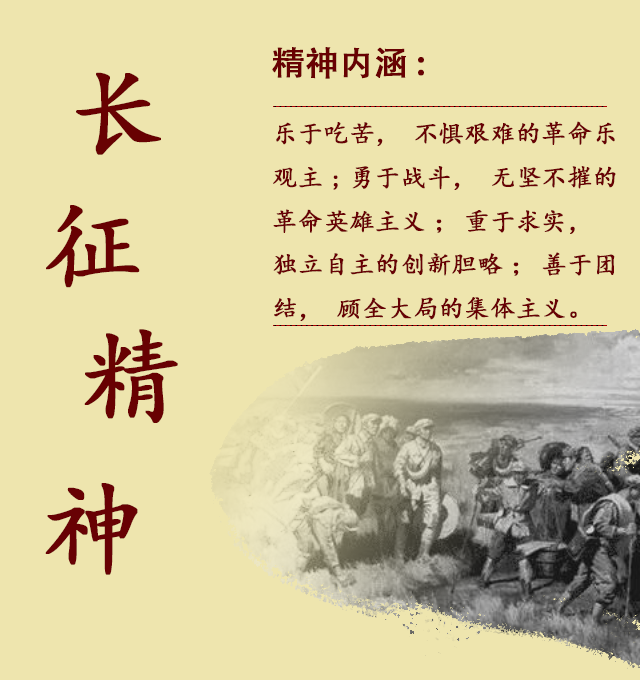 长征精神
精神内涵：
乐于吃苦， 不惧艰难的革命乐
观主；勇于战斗， 无坚不摧的
革命英雄主义； 重于求实，
独立自主的创新胆略； 善于团
结， 顾全大局的集体主义。